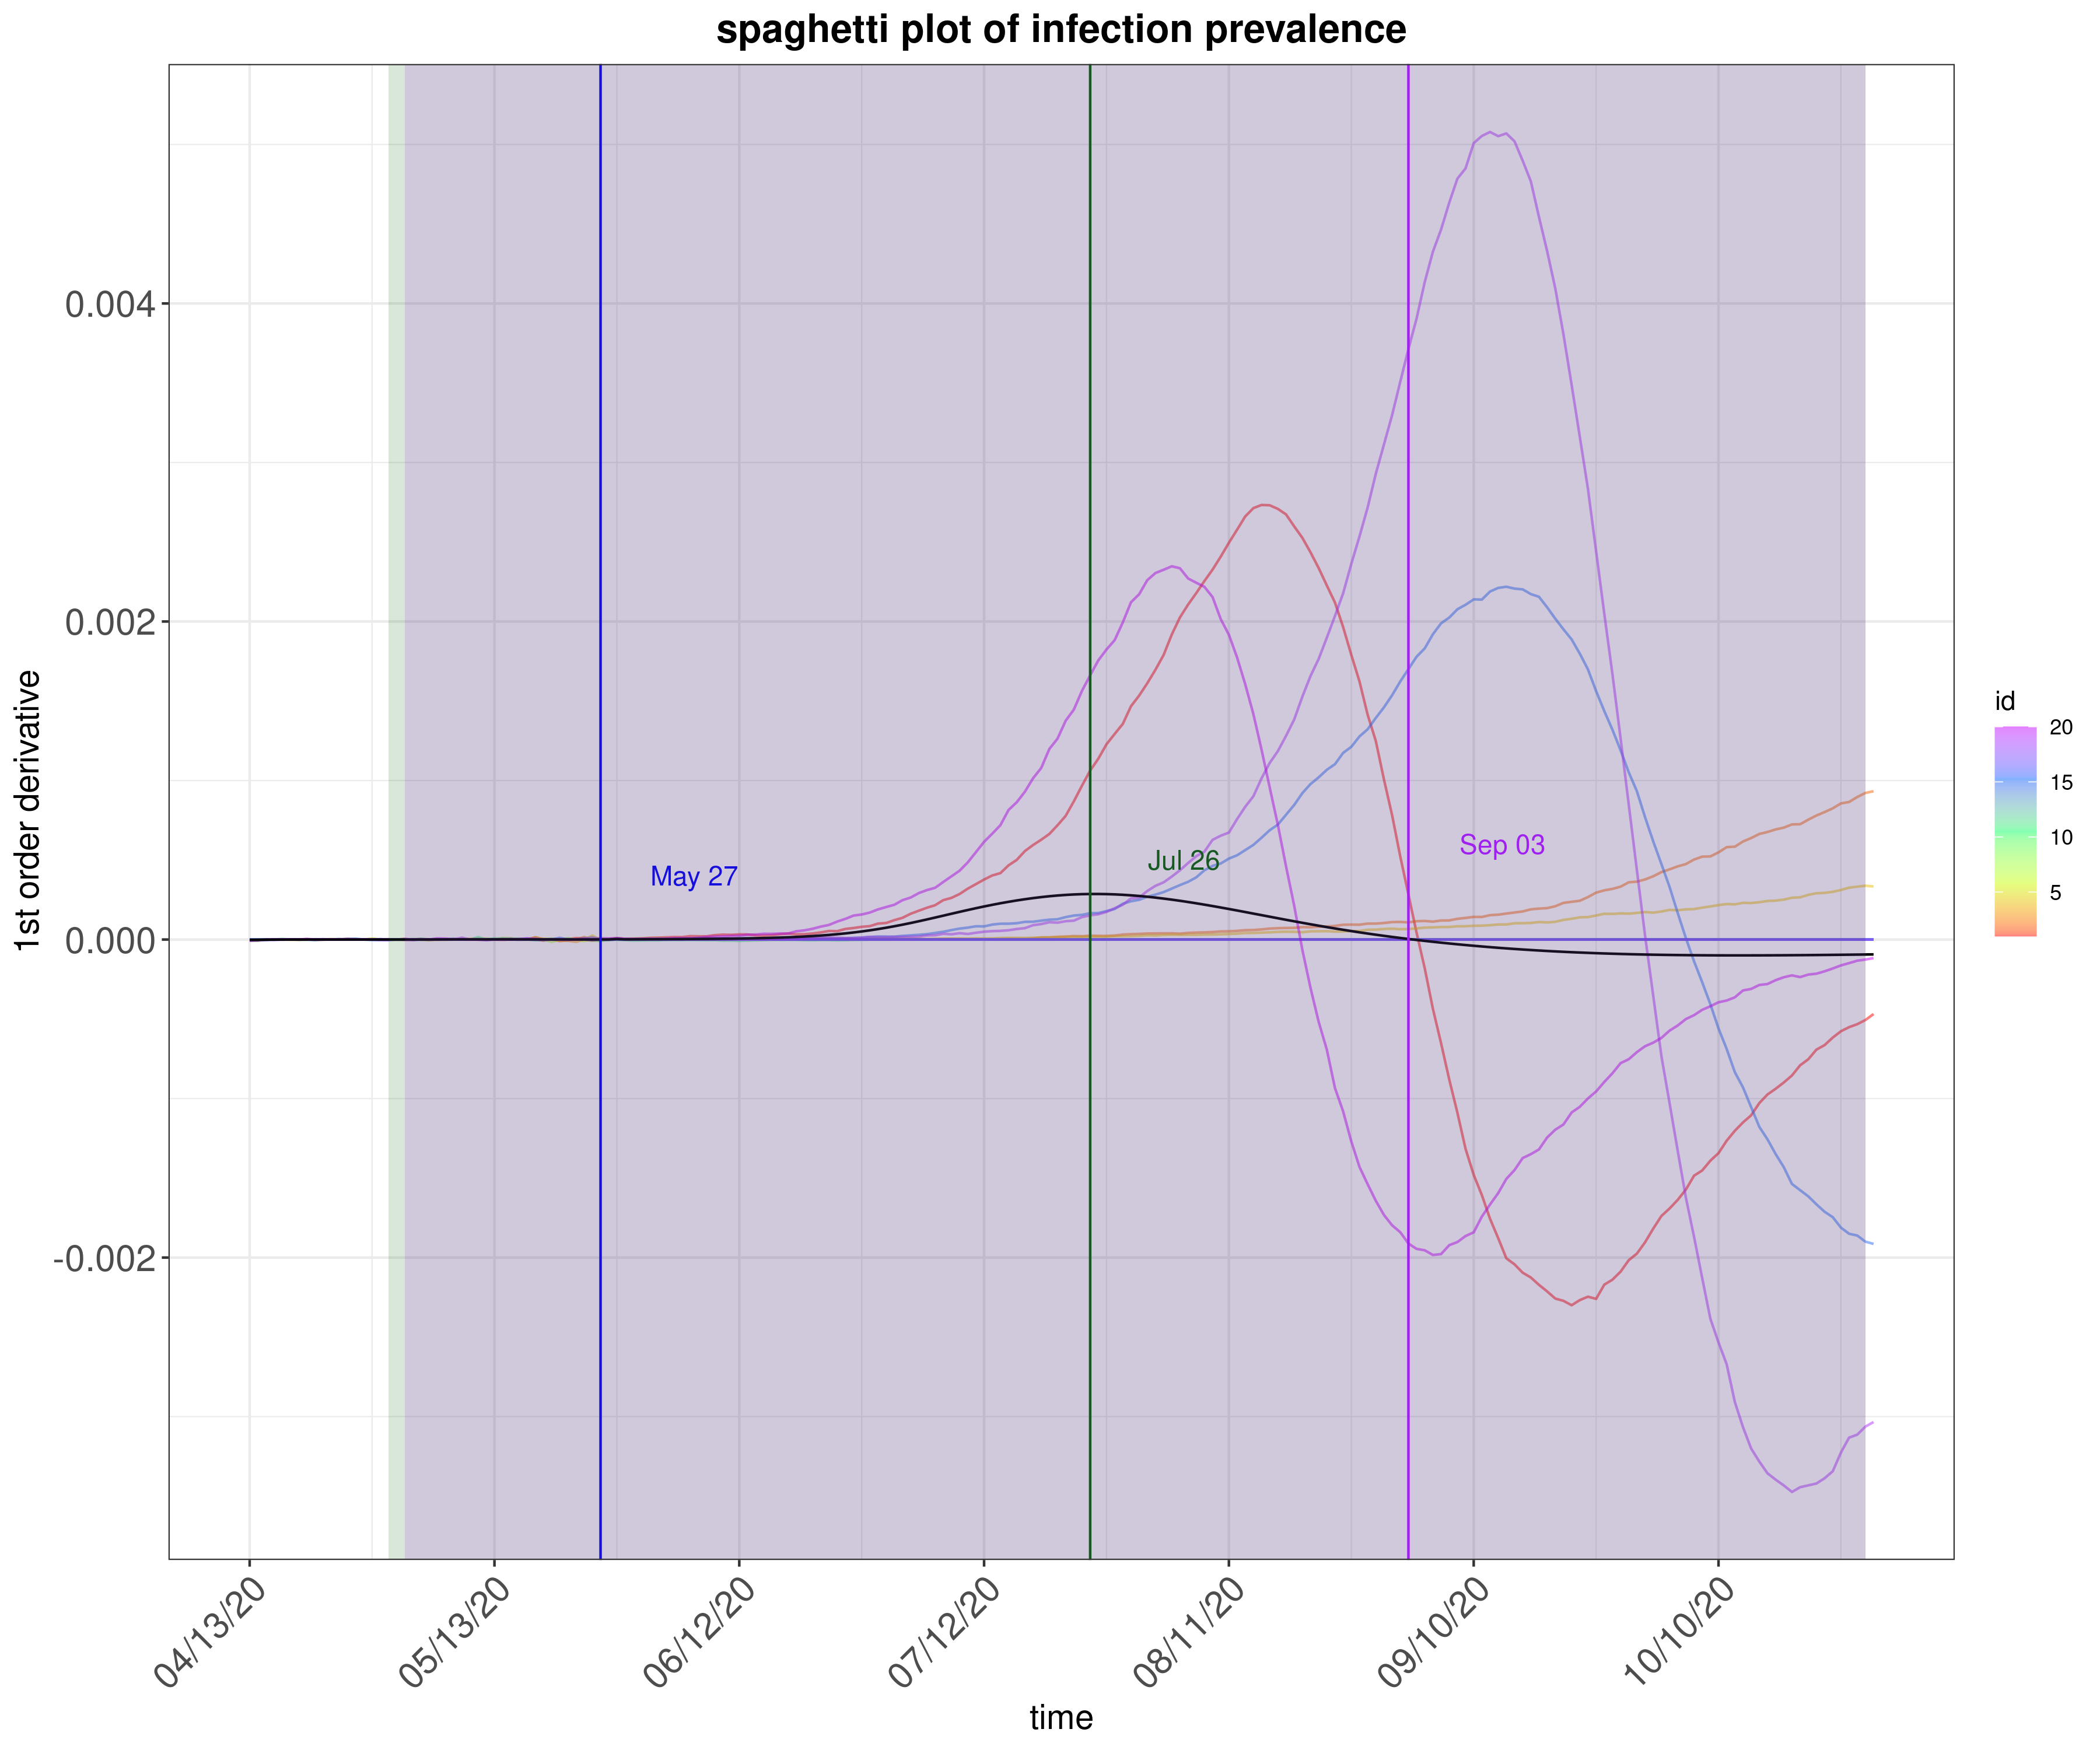 spaghetti plot of infection prevalence
1st order derivative
0.004
0.002
0.000
-0.002
May 27
Jul 26
Sep 03
04/13/20
05/13/20
06/12/20
07/12/20
08/11/20
09/10/20
10/10/20
time
id
20
15
10
5